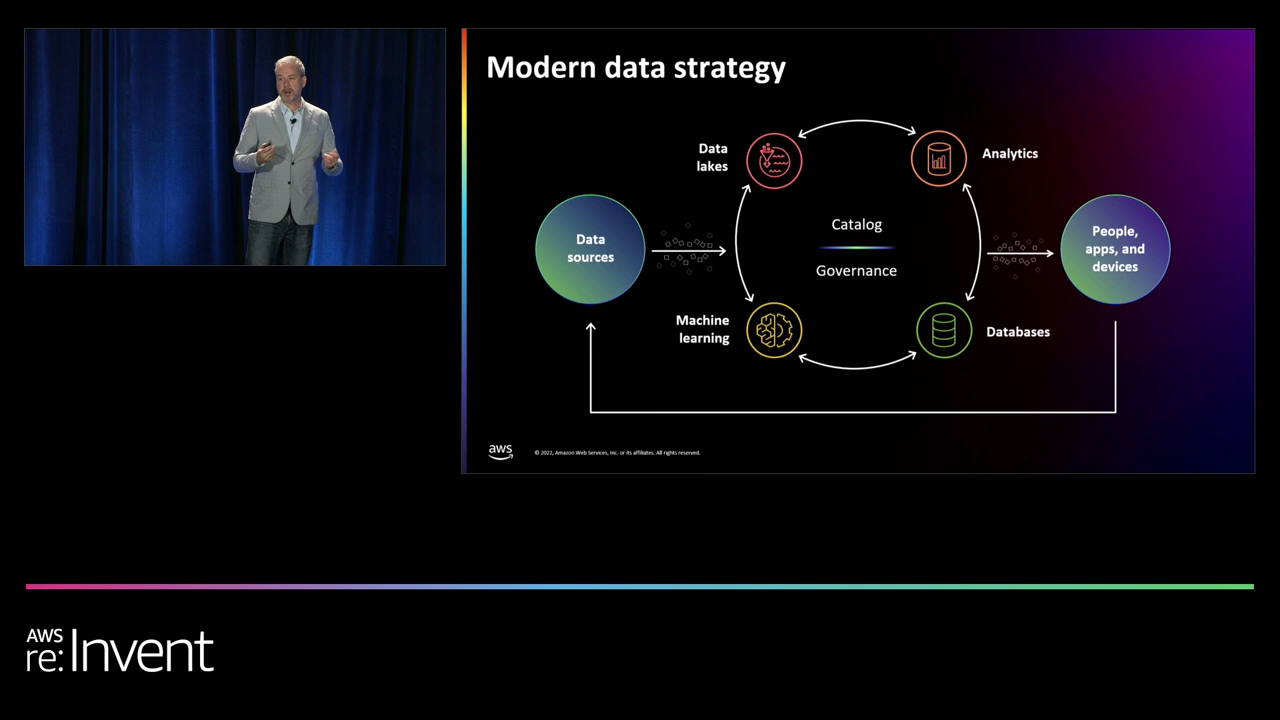 Modern data strategy
Data
lakes
Analytics
Catalog
Data
sources
People,
apps, and
devices
Governance
Machine
learning
Databases
aws
© 2022, Amazon Web Services, Inc. or its affiliates. All rights reserved.
AWS
re:Invent